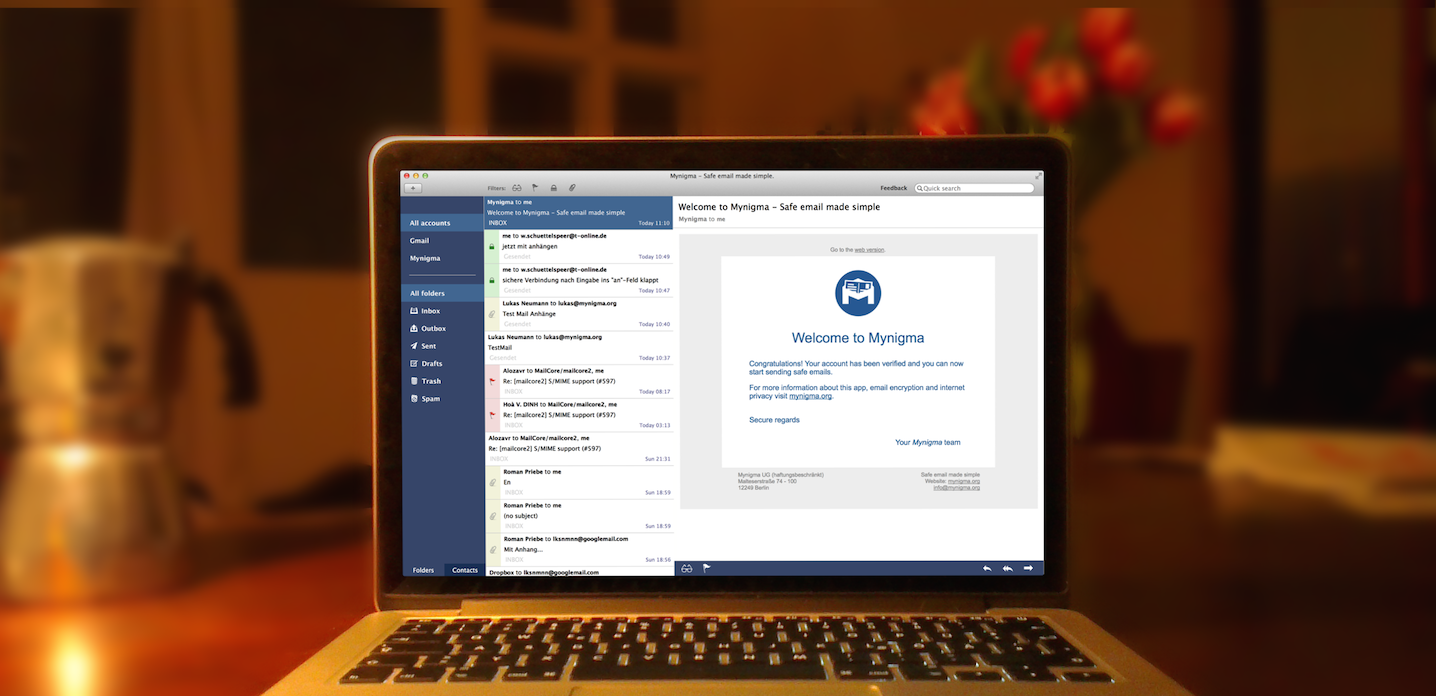 Mynigma - Safe email made simple.
Filters:
Feedback
Quick search
All accounts
Gmail
Mynigma
All folders
Inbox
Outbox
Sent
Drafts
Trash
Spam
Folders
Contacts
Mynigma to me
Welcome to Mynigma - Safe email made simple
INBOX
Today 11:10
me to w.schuettelspeer@t-online.de
jetzt mit anhängen
Gesendet
Today 10:49
me to w.schuettelspeer@t-online.de
sichere Verbindung nach Eingabe ins "an"-Feld klappt
Gesendet
Today 10:47
Lukas Neumann to lukas@mynigma.org
Test Mail Anhänge
Gesendet
Today 10:40
Lukas Neumann to lukas@mynigma.org
TestMail
Gesendet
Today 10:37
Alozavr to MailCore/mailcore2, me
Re: [mailcore2] S/MIME support (#597)
INBOX
Today 08:17
Hoà V. DINH to MailCore/mailcore2, me
Re: [mailcore2] S/MIME support (#597)
INBOX
Today 03:13
Alozavr to MailCore/mailcore2, me
Re: [mailcore2] S/MIME support (#597)
INBOX
Sun 21:31
Roman Priebe to me
En
INBOX
Sun 18:59
Roman Priebe to me
(no subject)
INBOX
Sun 18:59
Roman Priebe to lksnmnn@googlemail.com
Mit Anhang...
INBOX
Sun 18:56
Dropbox to lksnmnn@googlemail.com
Welcome to Mynigma - Safe email made simple
Mynigma to me
Go to the web version.
Welcome to Mynigma
Congratulations! Your account has been verified and you can now
start sending safe emails.
For more information about this app, email encryption and internet
privacy visit mynigma.org.
Secure regards
Your Mynigma team
Mynigma UG (haftungsbeschränkt)
Malteserstraße 74 - 100
12249 Berlin
Safe email made simple
Website: mynigma.org
info@mynigma.org